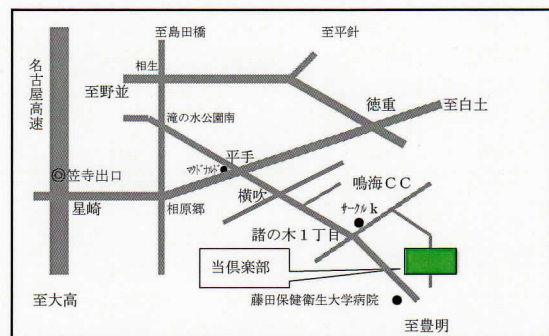 至島田橋
至平針
名古屋高速
相生
至野並
徳重
至白土
滝の水公園南
平手
マクドナルド
笠寺出口
横吹
鳴海CC
星崎
相原郷
サークルk
諸の木1丁目
当倶楽部
至大高
藤田保健衛生大学病院
至豊明